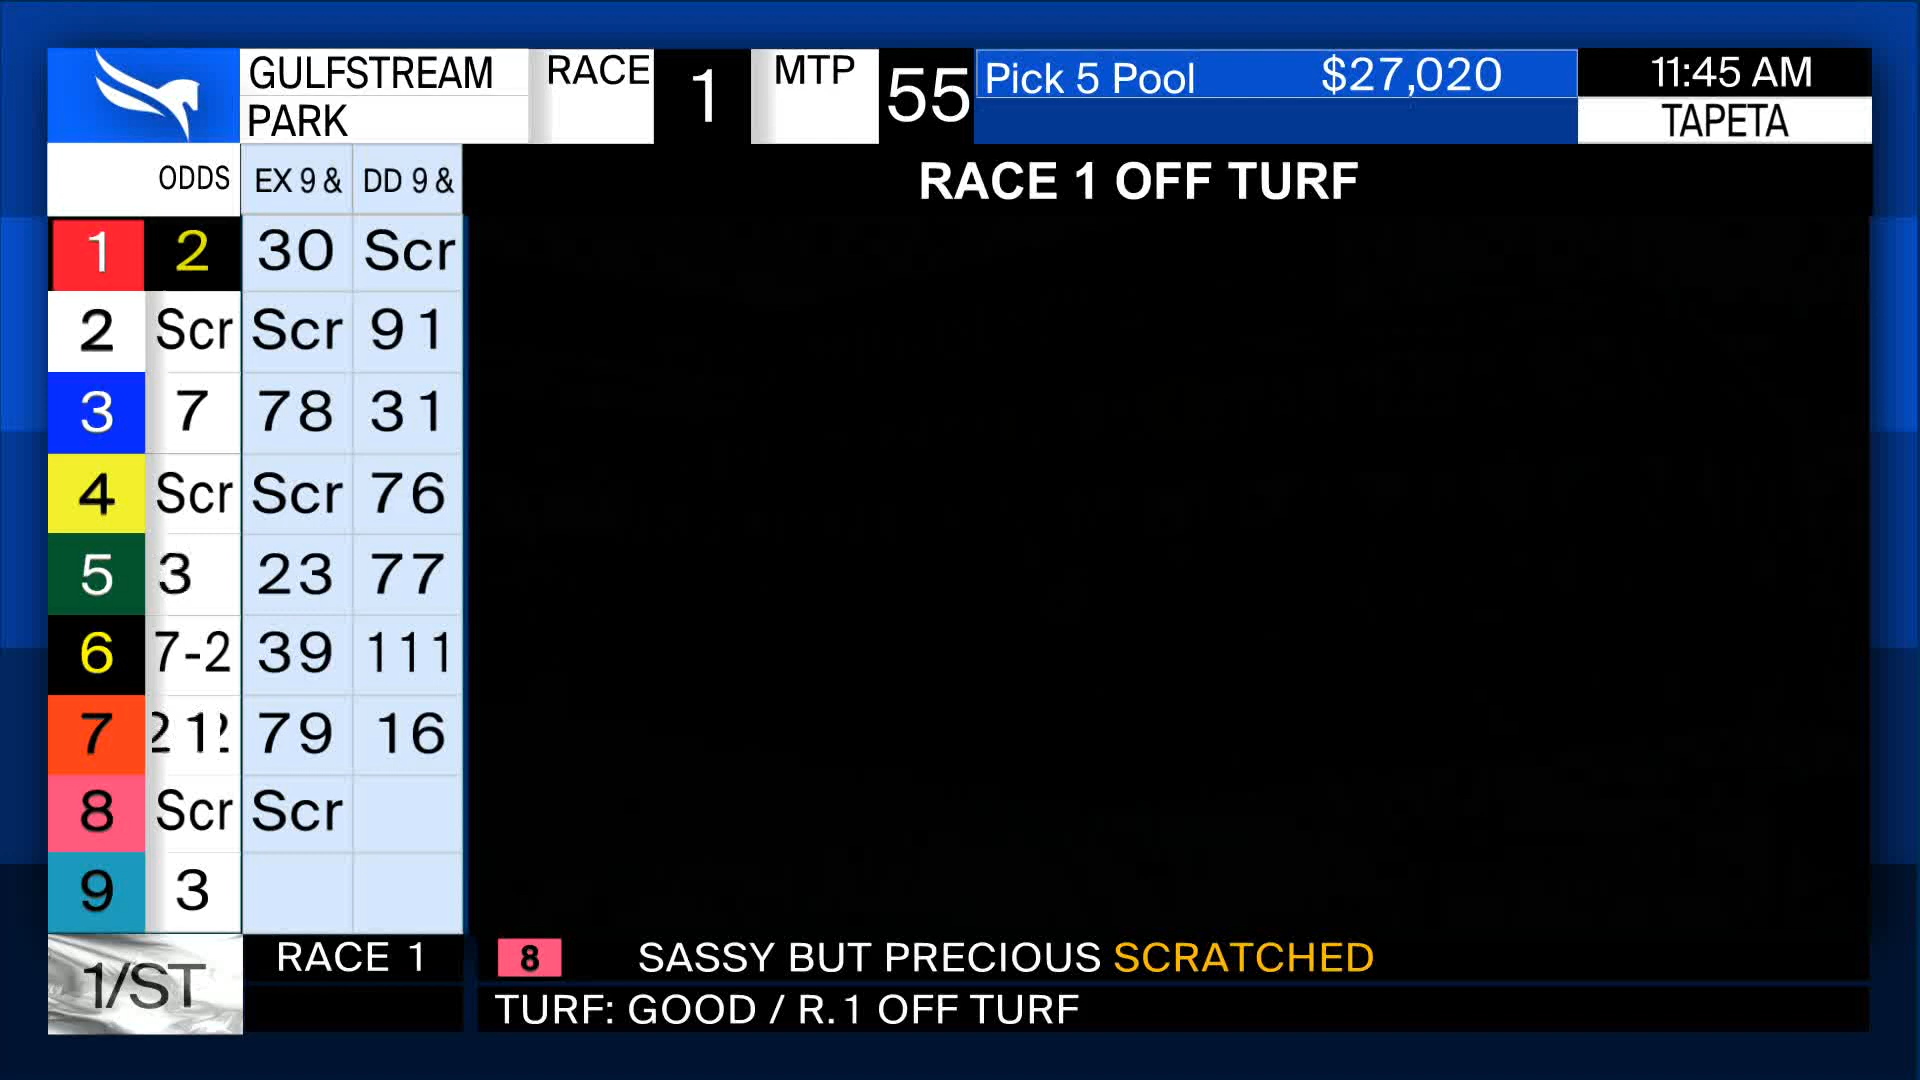 GULFSTREAM PARK RACE 1 MTP 55 Pick 5 Pool $27,020 11:45 AM
TAPETA
ODDS EX 9 & DD 9 &
RACE 1 OFF TURF
1 2 30 Scr
2 Scr Scr 91
3 7 78 31
4 Scr Scr 76
5 3 23 77
6 7-2 39 111
7 79 16
8 Scr Scr
9 3
1/ST RACE 1
8 SASSY BUT PRECIOUS SCRATCHED
TURF: GOOD / R.1 OFF TURF